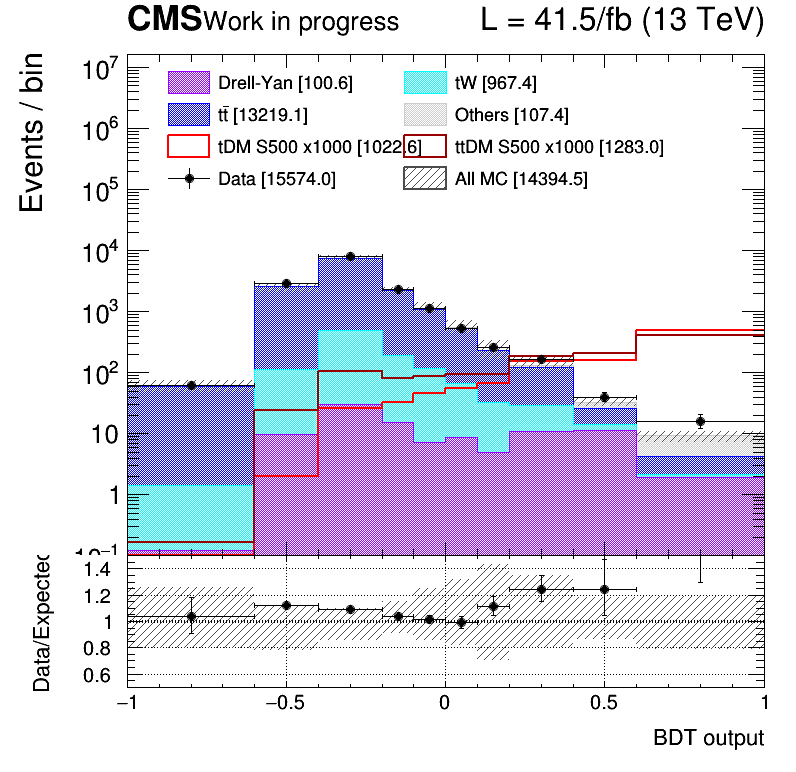 CMS Work in progress L = 41.5/fb (13 TeV)
Events / bin
10⁷
10⁶
10⁵
10⁴
10³
10²
10
1
10⁻¹
Drell-Yan [100.6] tW [967.4]
tt̄ [13219.1] Others [107.4]
tDM S500 x1000 [1022.6] ttDM S500 x1000 [1283.0]
Data [15574.0] All MC [14394.5]
Data/Expected
1.4
1.2
1
0.8
0.6
−1 −0.5 0 0.5 1
BDT output